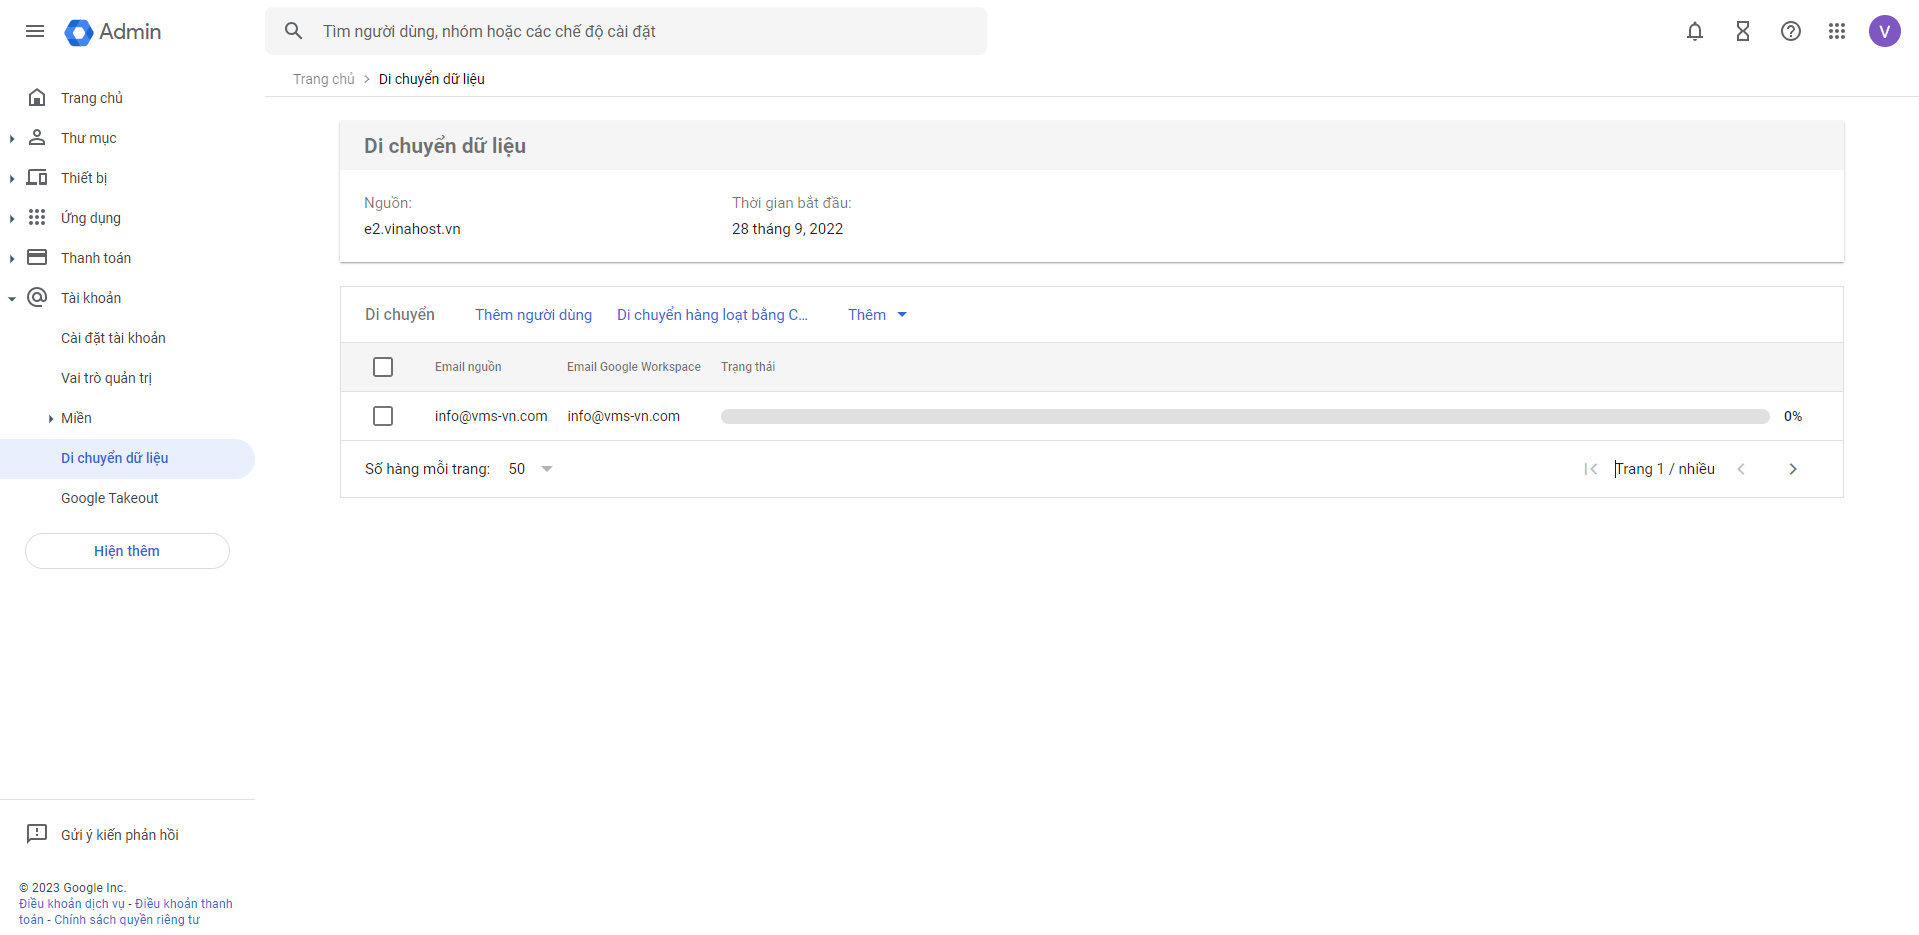 Admin
Tìm người dùng, nhóm hoặc các chế độ cài đặt
V
Trang chủ > Di chuyển dữ liệu
Trang chủ
Thư mục
Thiết bị
Ứng dụng
Thanh toán
Tài khoản
Cài đặt tài khoản
Vai trò quản trị
Miền
Di chuyển dữ liệu
Google Takeout
Hiện thêm
Gửi ý kiến phản hồi
© 2023 Google Inc.
Điều khoản dịch vụ - Điều khoản thanh
toán - Chính sách quyền riêng tư
Di chuyển dữ liệu
Nguồn: Thời gian bắt đầu:
e2.vinahost.vn 28 tháng 9, 2022
Di chuyển Thêm người dùng Di chuyển hàng loạt bằng C... Thêm
Email nguồn Email Google Workspace Trạng thái
info@vms-vn.com info@vms-vn.com 0%
Số hàng mỗi trang: 50 Trang 1 / nhiều